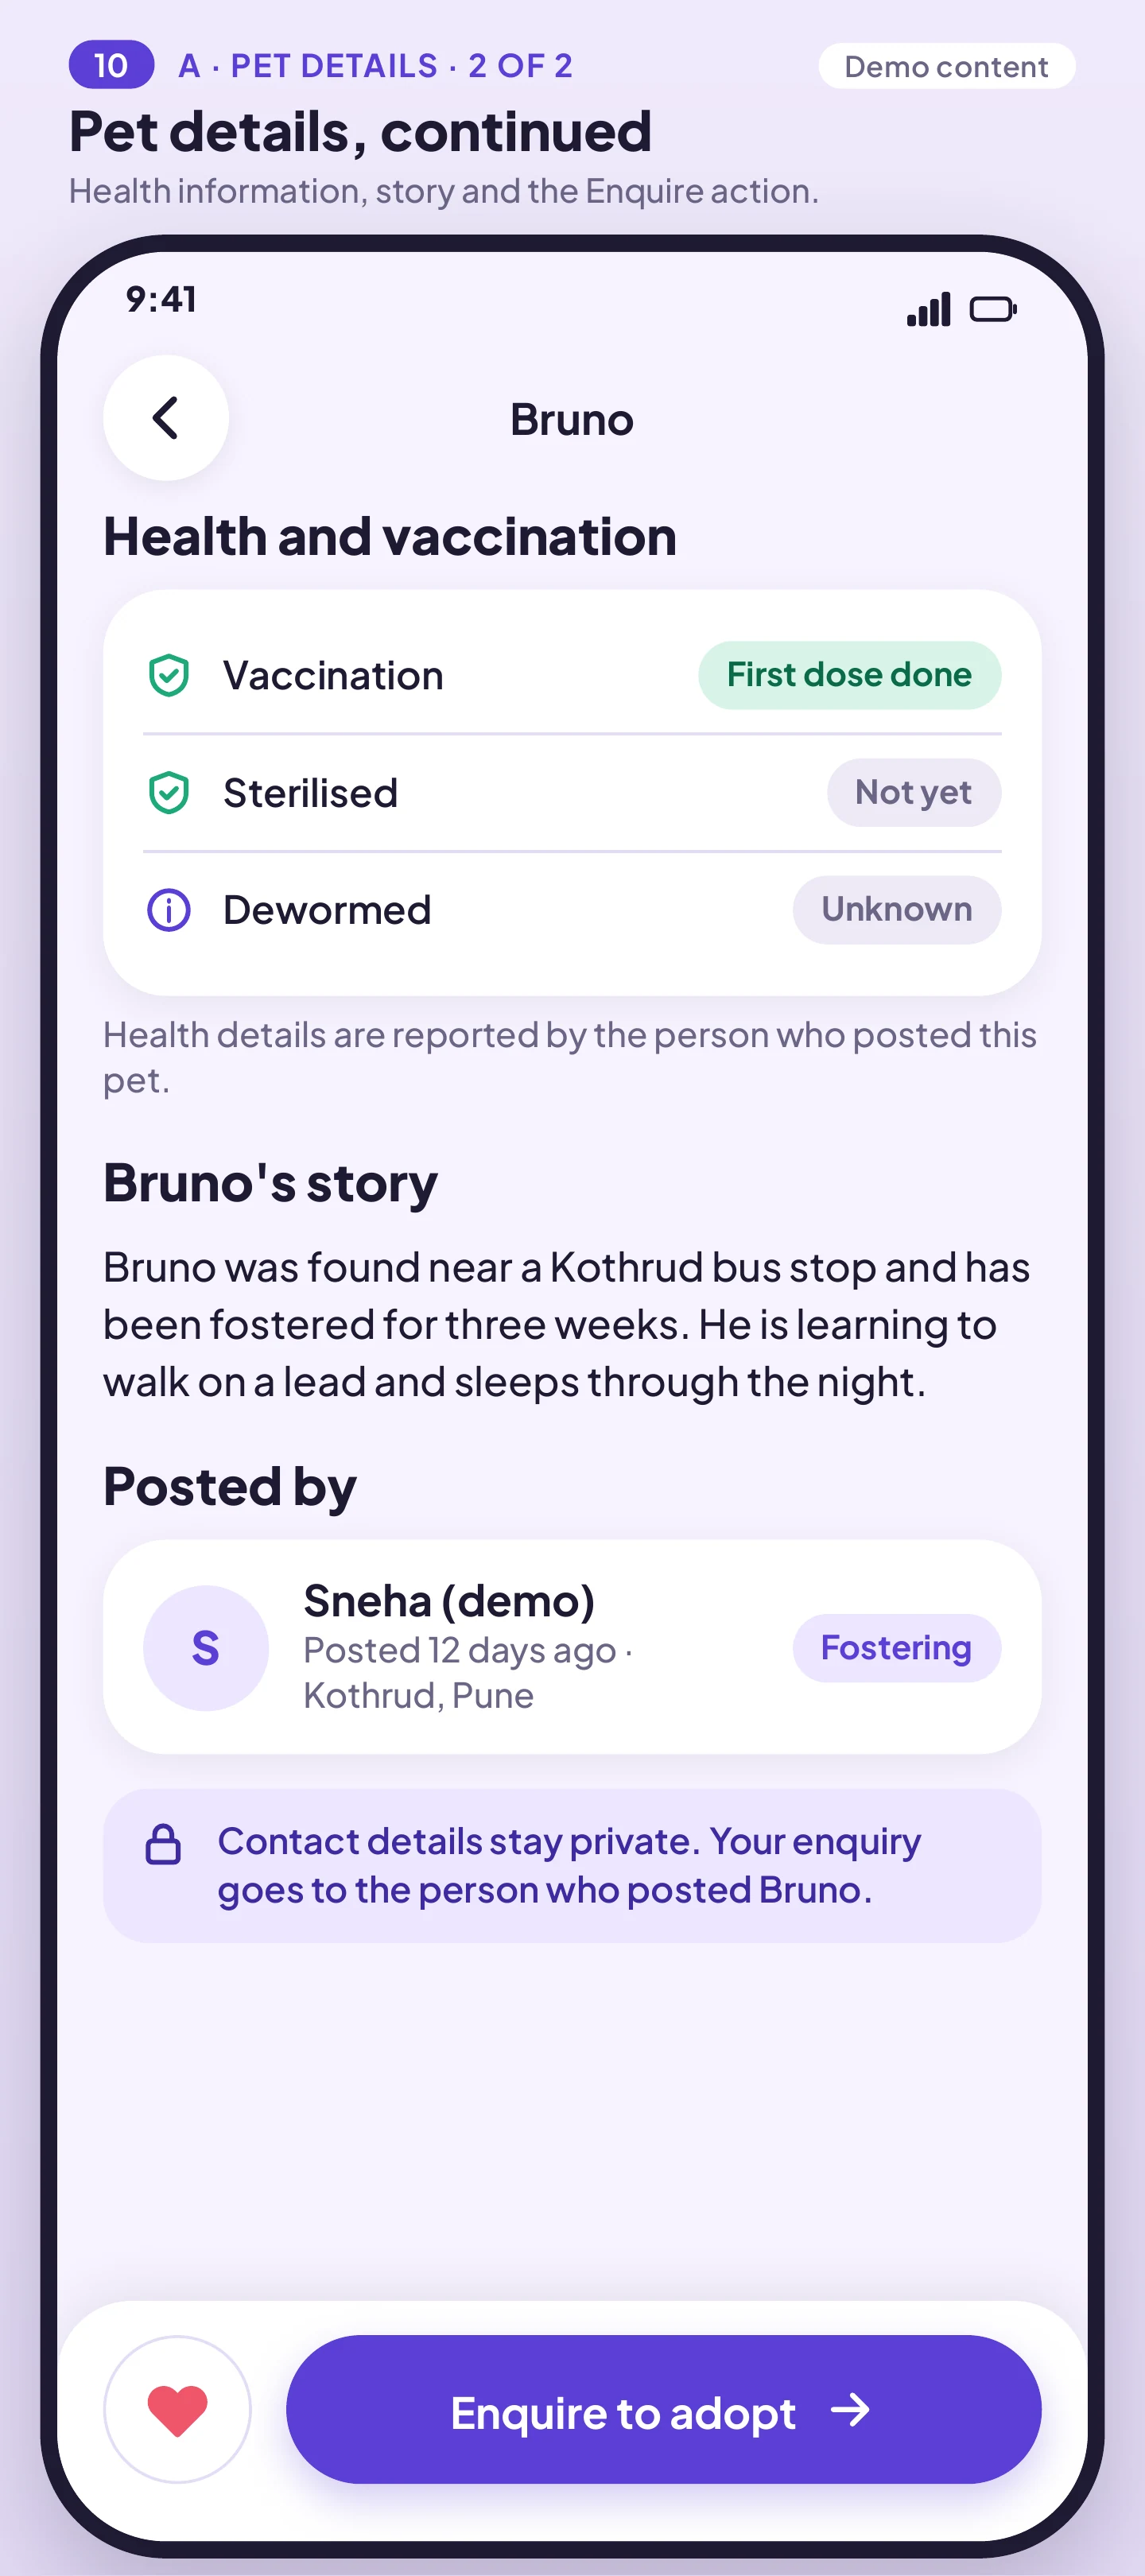 10 A · PET DETAILS · 2 OF 2 Demo content
Pet details, continued
Health information, story and the Enquire action.
9:41
Bruno
Health and vaccination
Vaccination First dose done
Sterilised Not yet
Dewormed Unknown
Health details are reported by the person who posted this
pet.
Bruno's story
Bruno was found near a Kothrud bus stop and has
been fostered for three weeks. He is learning to
walk on a lead and sleeps through the night.
Posted by
S
Sneha (demo)
Posted 12 days ago ·
Kothrud, Pune
Fostering
Contact details stay private. Your enquiry
goes to the person who posted Bruno.
Enquire to adopt